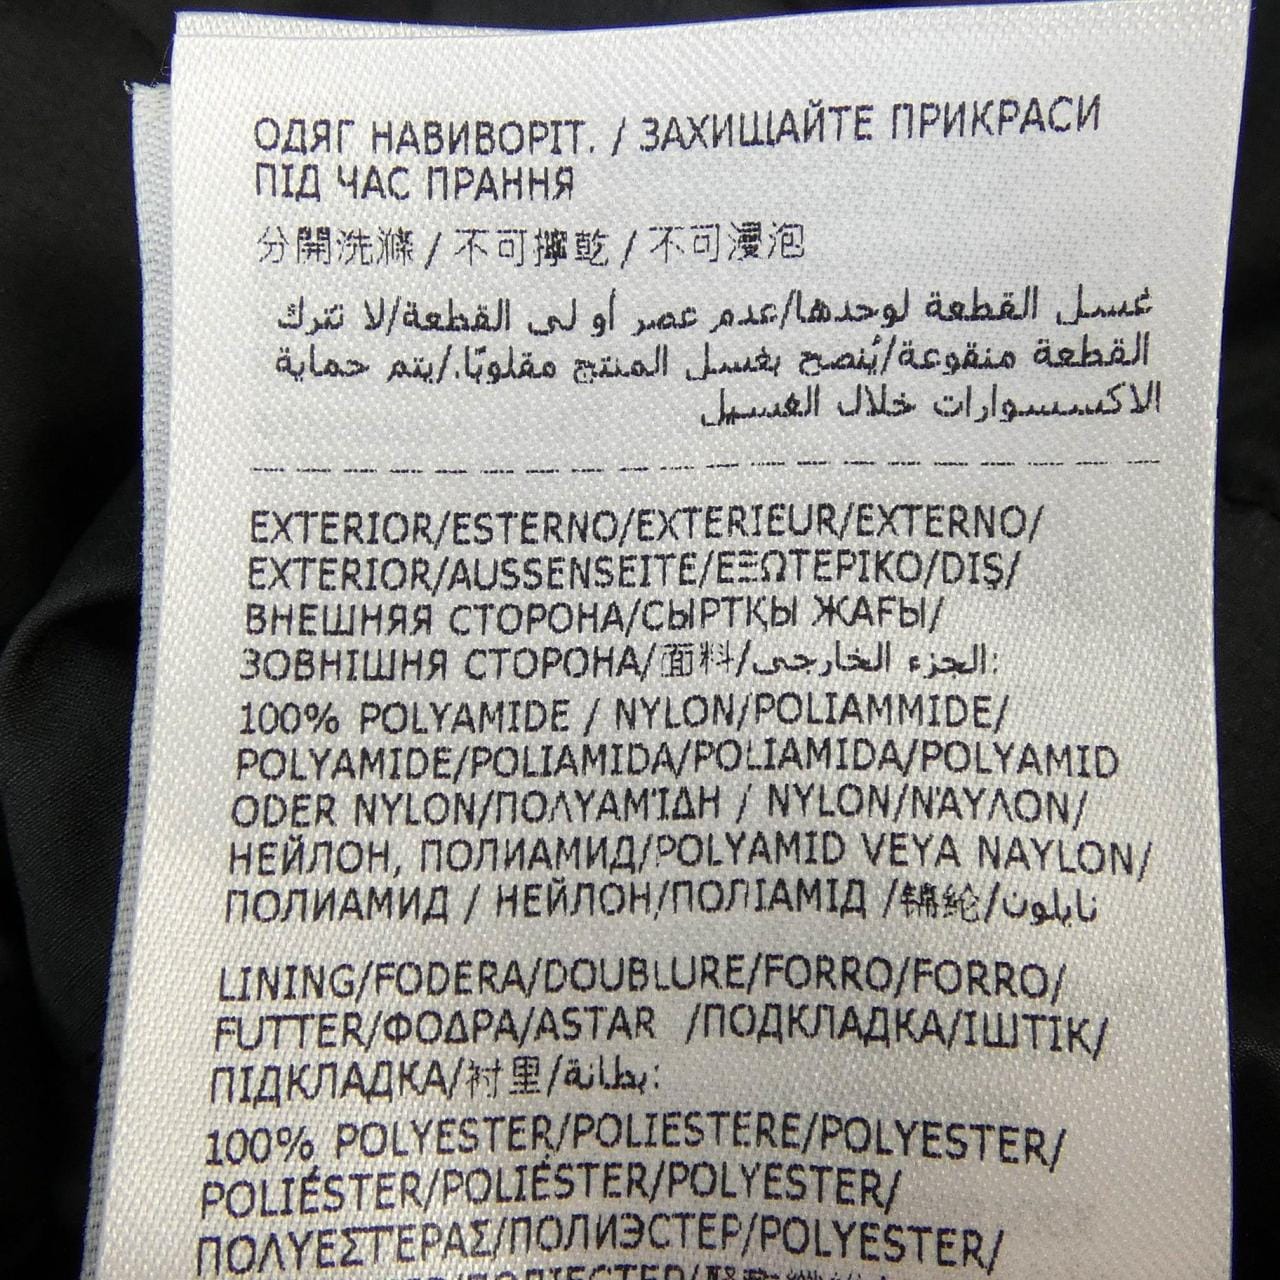 ОДЯГ НАВИВОРІТ. / ЗАХИЩАЙТЕ ПРИКРАСИ
ПІД ЧАС ПРАННЯ
分開洗滌 / 不可擰乾 / 不可浸泡
غسل القطعة لوحدها/عدم عصر أو لى القطعة/لا تترك
القطعة منقوعة/يُنصح بغسل المنتج مقلوبًا./يتم حماية
الاكسسوارات خلال الغسيل
EXTERIOR/ESTERNO/EXTERIEUR/EXTERNO/
EXTERIOR/AUSSENSEITE/ΕΞΩΤΕΡΙΚΟ/DIŞ/
ВНЕШНЯЯ СТОРОНА/СЫРТҚЫ ЖАҒЫ/
ЗОВНІШНЯ СТОРОНА/面料/الجزء الخارجى:
100% POLYAMIDE / NYLON/POLIAMMIDE/
POLYAMIDE/POLIAMIDA/POLIAMIDA/POLYAMID
ODER NYLON/ΠΟΛΥΑΜΊΔΗ / NYLON/ΝΆΥΛΟΝ/
НЕЙЛОН, ПОЛИАМИД/POLYAMID VEYA NAYLON/
ПОЛИАМИД / НЕЙЛОН/ПОЛІАМІД /锦纶/نايلون
LINING/FODERA/DOUBLURE/FORRO/FORRO/
FUTTER/ΦΟΔΡΑ/ASTAR /ПОДКЛАДКА/ІШТІК/
ПІДКЛАДКА/衬里/بطانة:
100% POLYESTER/POLIESTERE/POLYESTER/
POLIÉSTER/POLIÉSTER/POLYESTER/
ΠΟΛΥΕΣΤΕΡΑΣ/ПОЛИЭСТЕР/POLYESTER/